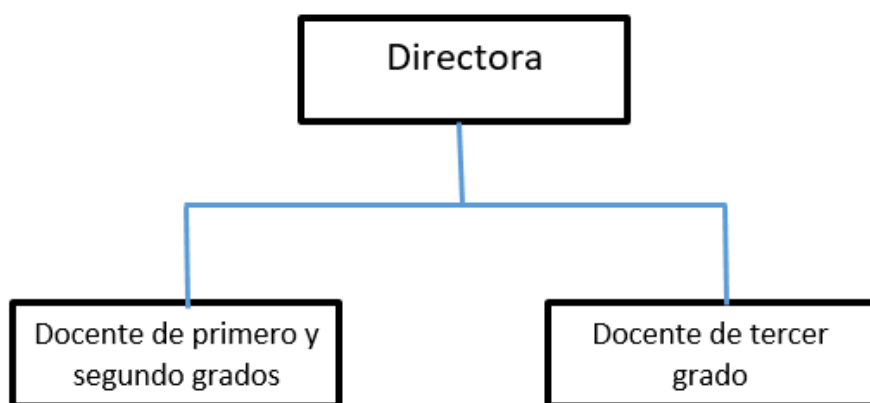 Directora
Docente de primero y
segundo grados
Docente de tercer
grado